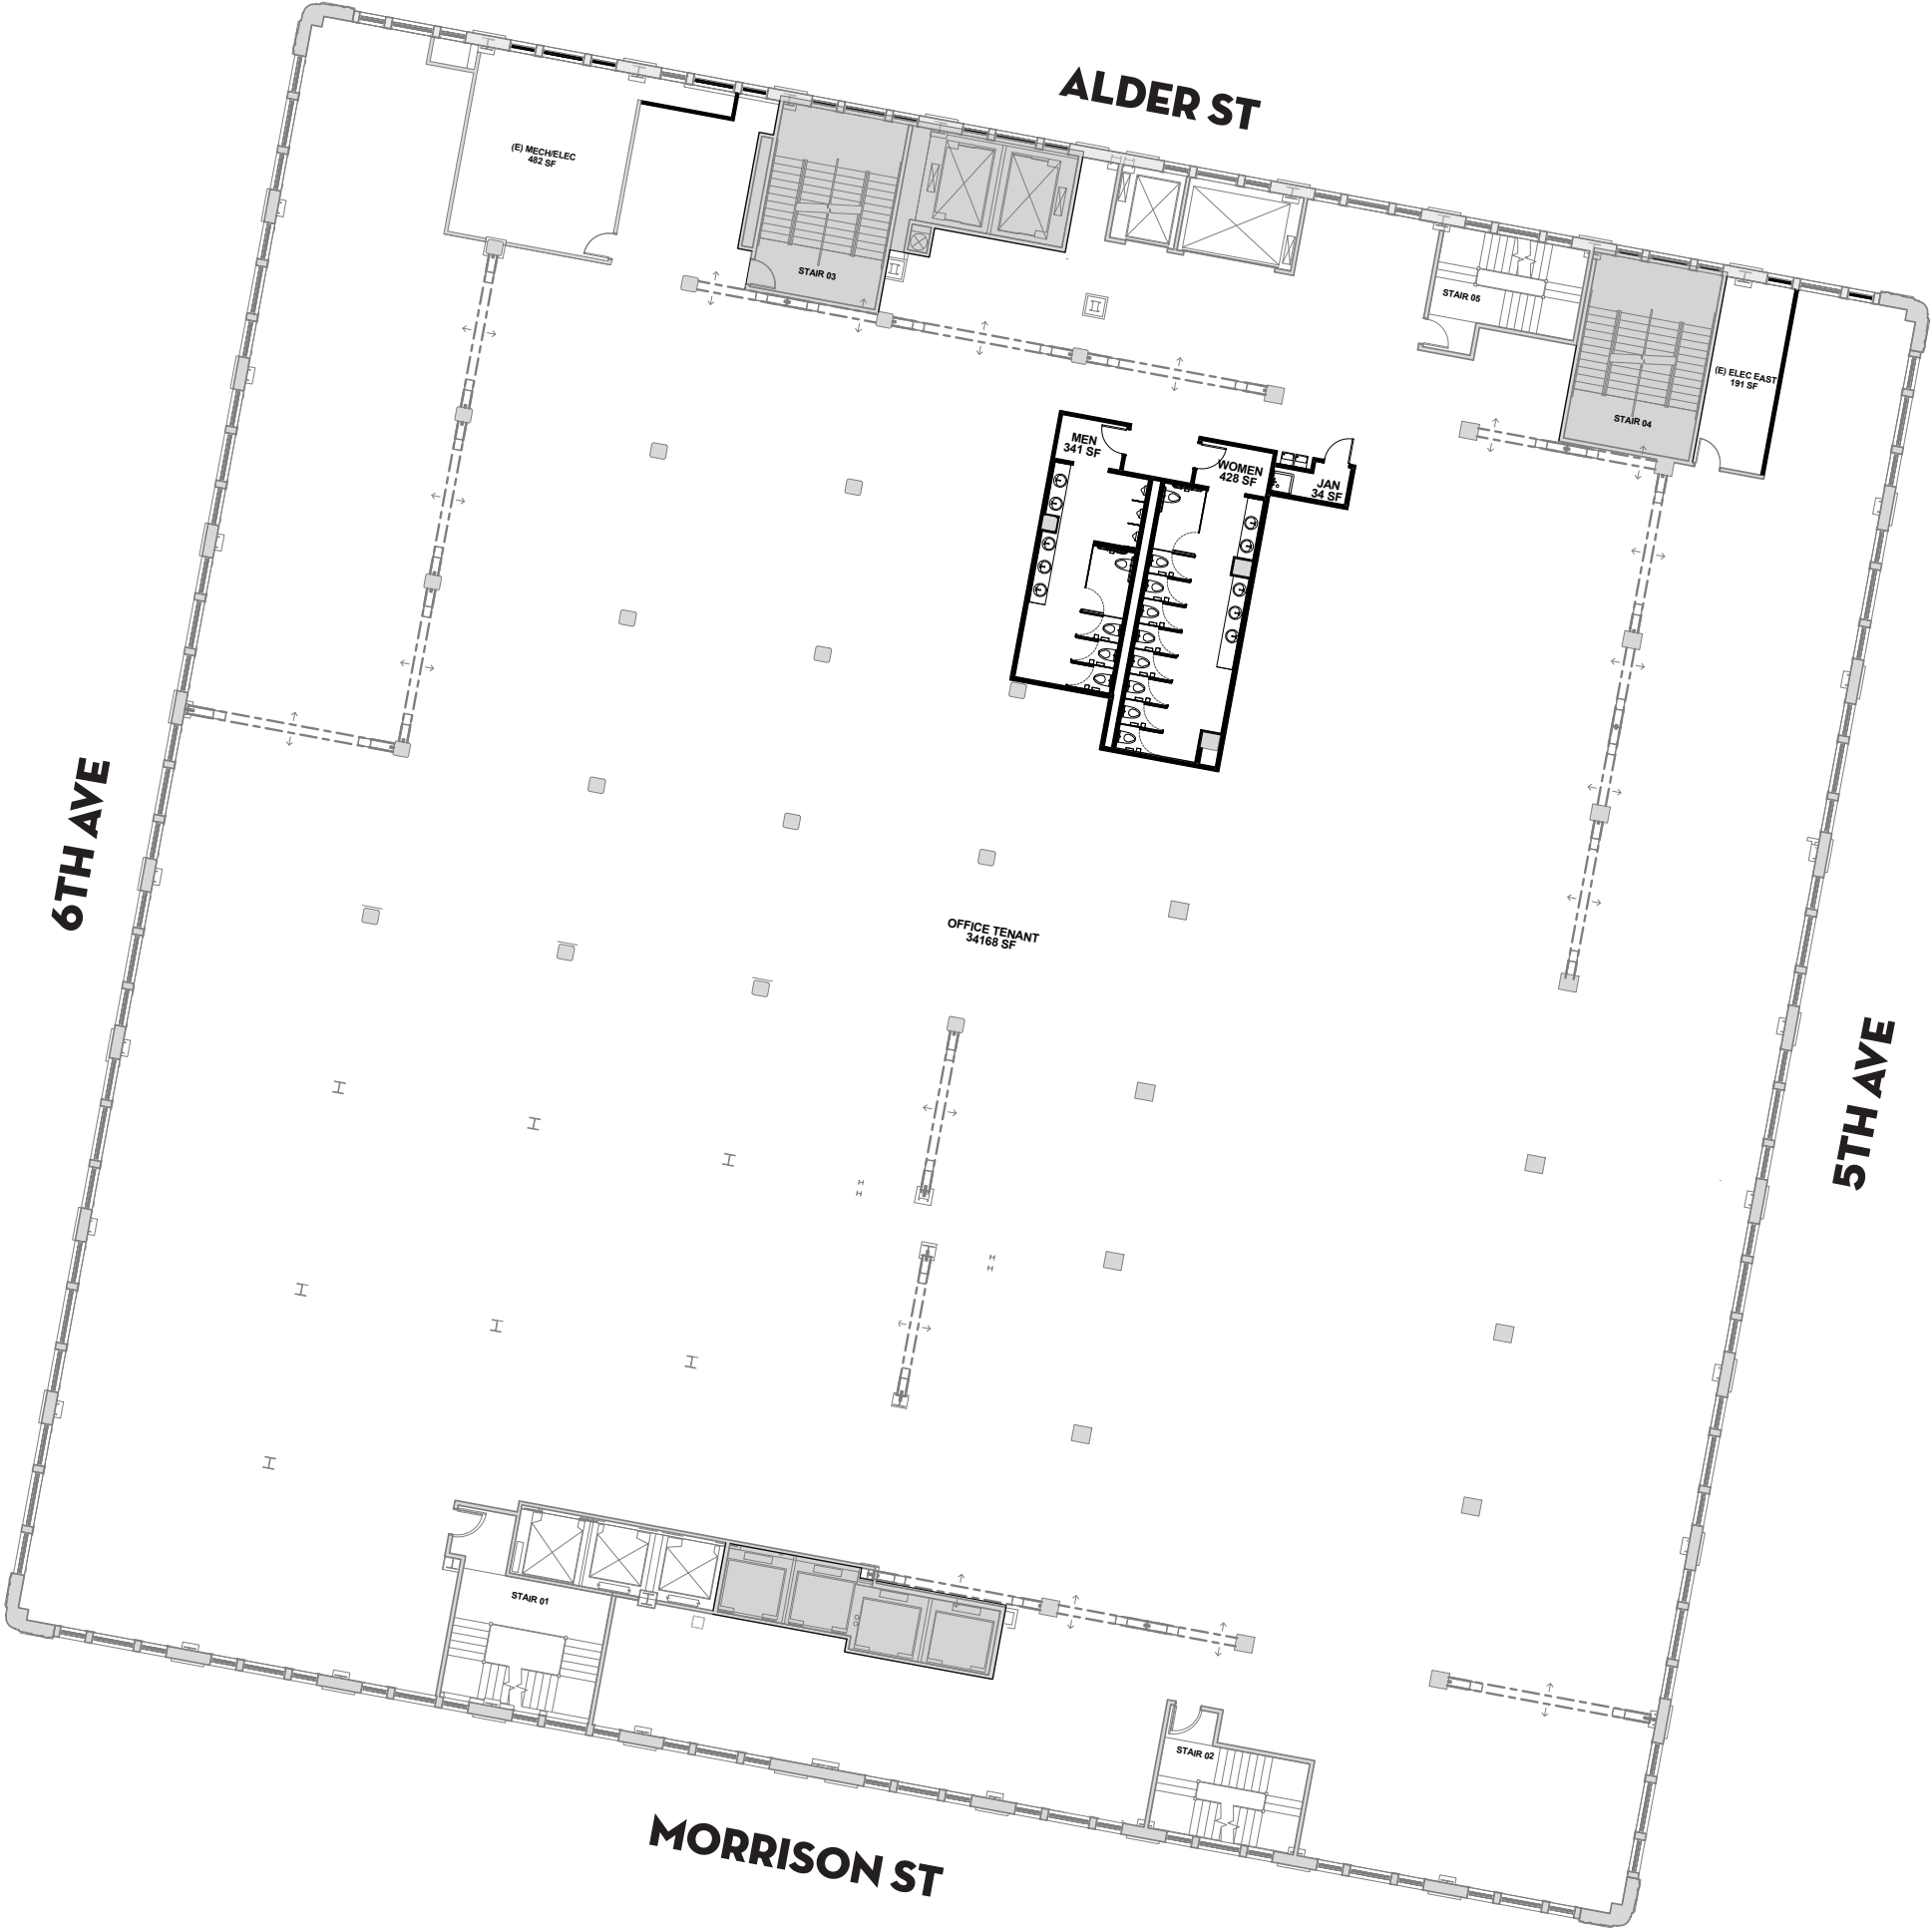 ALDER ST
(E) MECH/ELEC
482 SF
STAIR 03
STAIR 05
(E) ELEC EAST
191 SF
STAIR 04
MEN
341 SF
WOMEN
428 SF
JAN
34 SF
6TH AVE
OFFICE TENANT
34168 SF
5TH AVE
STAIR 01
STAIR 02
MORRISON ST